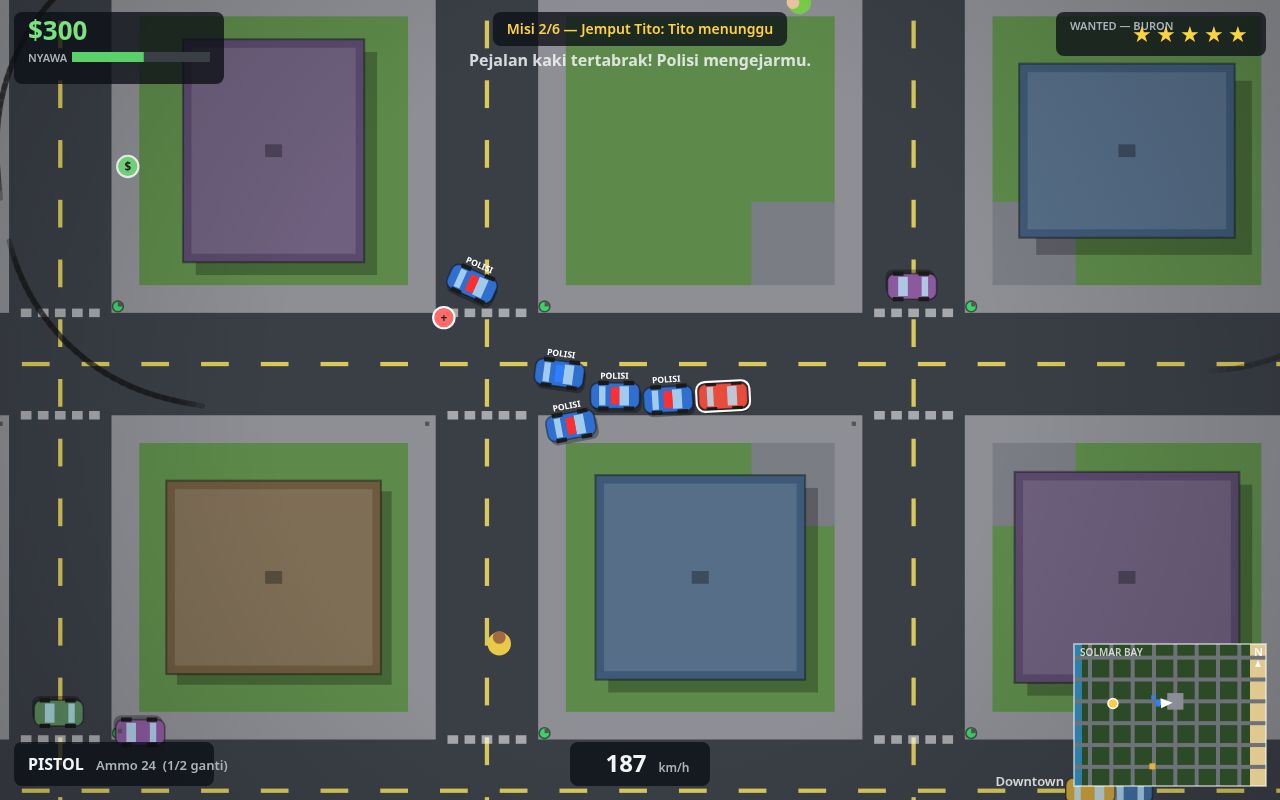 $300
NYAWA
Misi 2/6 — Jemput Tito: Tito menunggu
Pejalan kaki tertabrak! Polisi mengejarmu.
WANTED — BURON
★ ★ ★ ★ ★
$
POLISI
+
POLISI
POLISI
POLISI
POLISI
SOLMAR BAY
N
PISTOL Ammo 24 (1/2 ganti)
187 km/h
Downtown